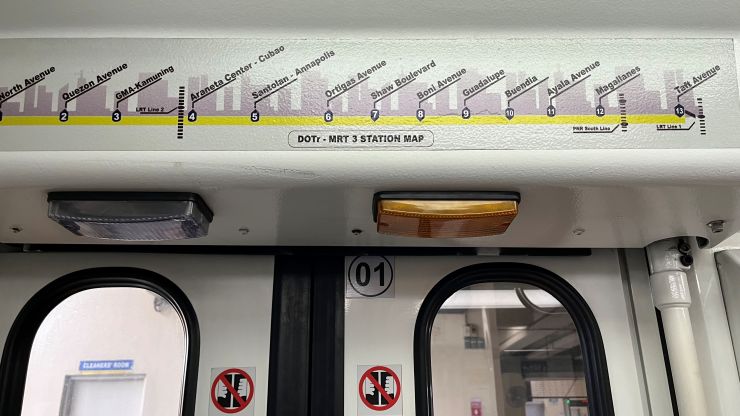 North Avenue
Quezon Avenue
GMA-Kamuning
LRT Line 2
Araneta Center - Cubao
Santolan - Annapolis
Ortigas Avenue
Shaw Boulevard
Boni Avenue
Guadalupe
Buendia
Ayala Avenue
Magallanes
Taft Avenue
2 3 4 5 6 7 8 9 10 11 12 13
PNR South Line
LRT Line 1
DOTr - MRT 3 STATION MAP
01
CLEANERS' ROOM